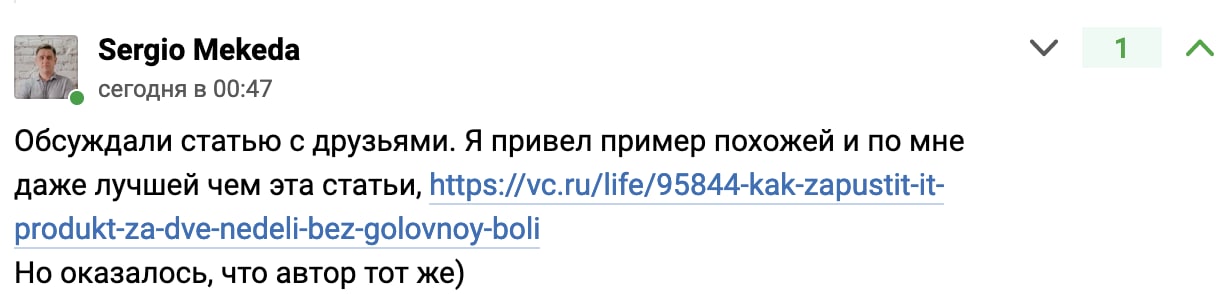 Sergio Mekeda
1
сегодня в 00:47
Обсуждали статью с друзьями. Я привел пример похожей и по мне
даже лучшей чем эта статьи, https://vc.ru/life/95844-kak-zapustit-it-
produkt-za-dve-nedeli-bez-golovnoy-boli
Но оказалось, что автор тот же)